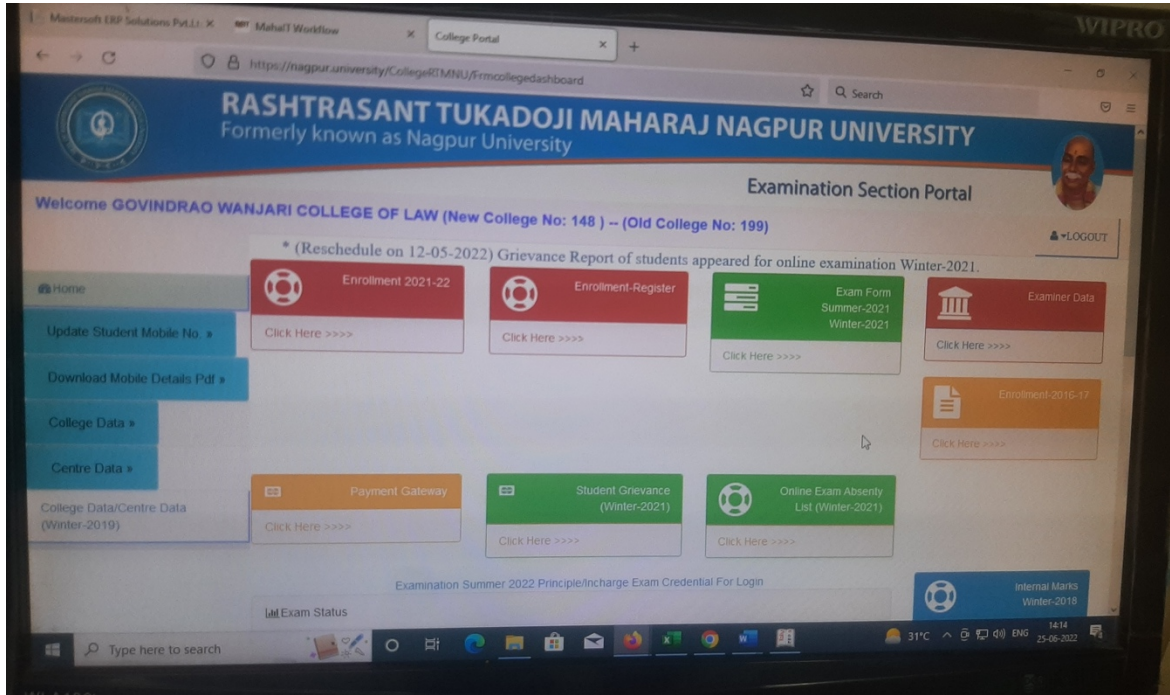 Mastersoft ERP Solutions Pvt.Lt
MahaIT Workflow
College Portal
WIPRO
https://nagpur.university/CollegeRTMNU/Frmcollegedashboard
Search
RASHTRASANT TUKADOJI MAHARAJ NAGPUR UNIVERSITY
Formerly known as Nagpur University
Examination Section Portal
Welcome GOVINDRAO WANJARI COLLEGE OF LAW (New College No: 148 ) -- (Old College No: 199)
LOGOUT
* (Reschedule on 12-05-2022) Grievance Report of students appeared for online examination Winter-2021.
Home
Update Student Mobile No. »
Download Mobile Details Pdf »
College Data »
Centre Data »
College Data/Centre Data
(Winter-2019)
Enrollment 2021-22
Click Here >>>>
Enrollment-Register
Click Here >>>>
Exam Form
Summer-2021
Winter-2021
Click Here >>>>
Examiner Data
Click Here >>>>
Enrollment-2016-17
Click Here >>>>
Payment Gateway
Click Here >>>>
Student Grievance
(Winter-2021)
Click Here >>>>
Online Exam Absenty
List (Winter-2021)
Click Here >>>>
Examination Summer 2022 Principle/Incharge Exam Credential For Login
Exam Status
Internal Marks
Winter-2018
Type here to search
31°C
ENG
14:14
25-06-2022